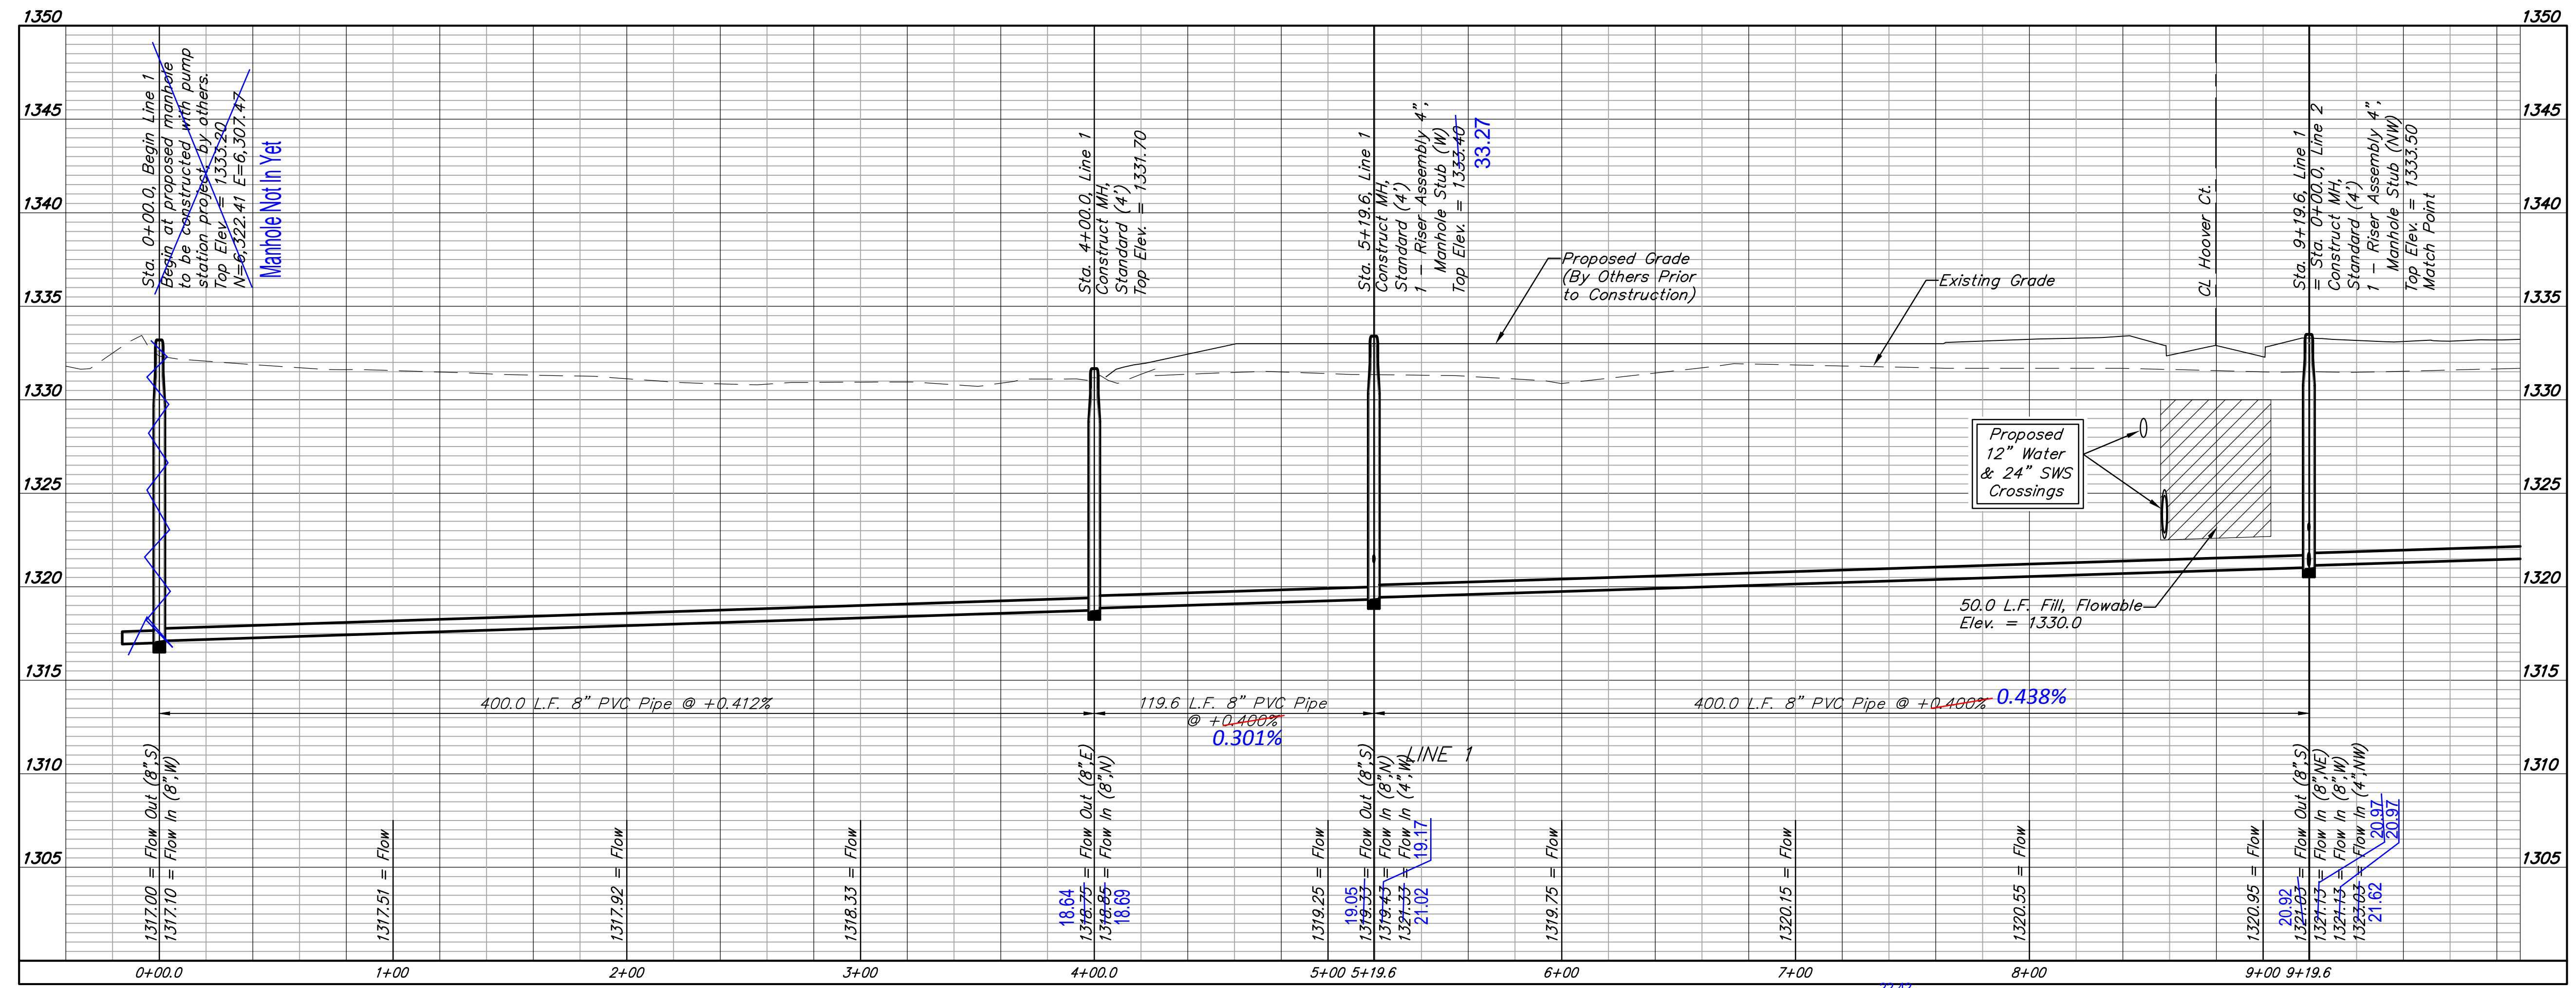 1350
1350
1345
1345
1340
1340
1335
1335
1330
1330
1325
1325
1320
1320
1315
1315
1310
1310
1305
1305
Sta. 0+00.0, Begin Line 1
Begin at proposed manhole
to be constructed with pump
station project, by others.
Top Elev. = 1333.20
N=6,322.41 E=6,307.47
Manhole Not In Yet
Sta. 4+00.0, Line 1
Construct MH,
Standard (4')
Top Elev. = 1331.70
Sta. 5+19.6, Line 1
Construct MH,
Standard (4')
1 - Riser Assembly 4",
Manhole Stub (W)
Top Elev. = 1333.40
33.27
Proposed Grade
(By Others Prior
to Construction)
Existing Grade
CL Hoover Ct.
Sta. 9+19.6, Line 1
= Sta. 0+00.0, Line 2
Construct MH,
Standard (4')
1 - Riser Assembly 4",
Manhole Stub (NW)
Top Elev. = 1333.50
Match Point
Proposed
12" Water
& 24" SWS
Crossings
50.0 L.F. Fill, Flowable
Elev. = 1330.0
400.0 L.F. 8" PVC Pipe @ +0.412%
119.6 L.F. 8" PVC Pipe
@ +0.400%
0.301%
400.0 L.F. 8" PVC Pipe @ +0.400% 0.438%
LINE 1
1317.00 = Flow Out (8",S)
1317.10 = Flow In (8",W)
1317.51 = Flow
1317.92 = Flow
1318.33 = Flow
18.64
1318.75 = Flow Out (8",E)
1318.85 = Flow In (8",N)
18.69
1319.25 = Flow
19.05
1319.33 = Flow Out (8",S)
1319.43 = Flow In (8",N)
1321.33 = Flow In (4",W)
19.17
21.02
1319.75 = Flow
1320.15 = Flow
1320.55 = Flow
1320.95 = Flow
20.92
1321.03 = Flow Out (8",S)
1321.13 = Flow In (8",NE)
1321.13 = Flow In (8",W)
1323.03 = Flow In (4",NW)
20.97
20.97
21.62
0+00.0
1+00
2+00
3+00
4+00.0
5+00 5+19.6
6+00
7+00
8+00
9+00 9+19.6